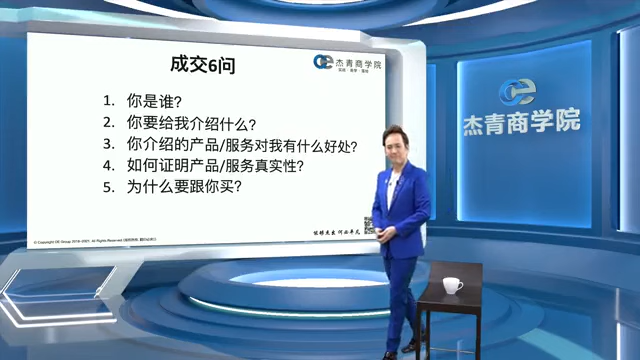 成交6问
杰青商学院
1. 你是谁?
2. 你要给我介绍什么?
3. 你介绍的产品/服务对我有什么好处?
4. 如何证明产品/服务真实性?
5. 为什么要跟你买?
杰青商学院